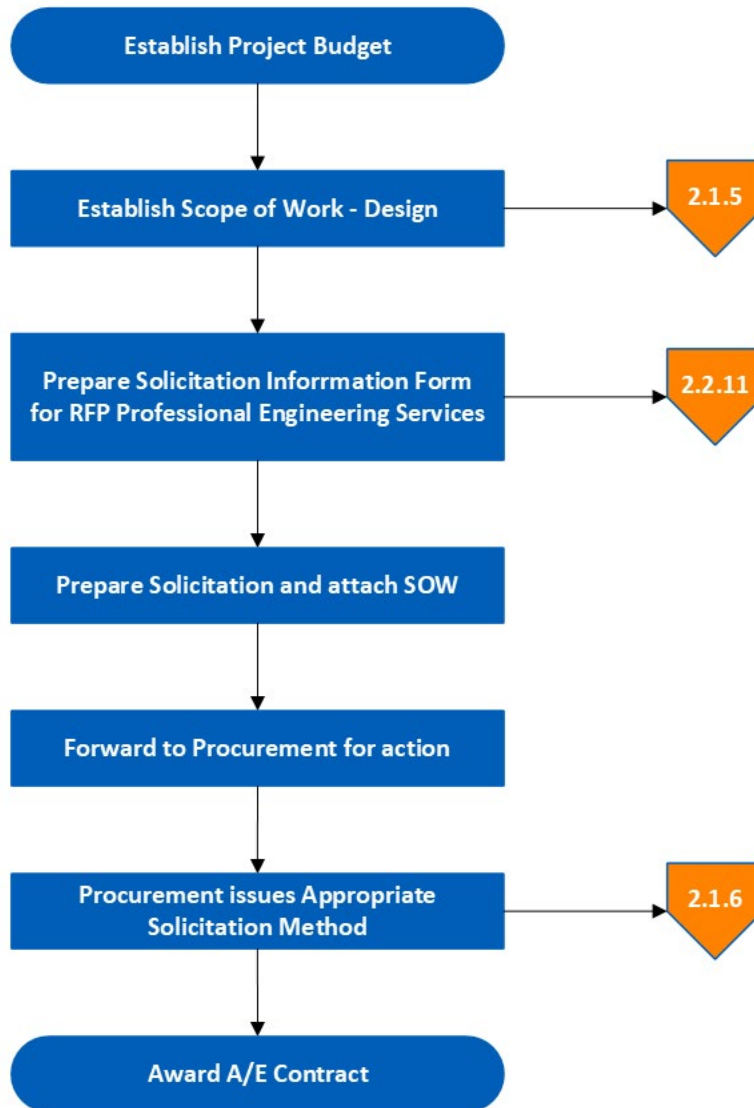 Establish Project Budget
Establish Scope of Work - Design
2.1.5
Prepare Solicitation Inforrmation Form
for RFP Professional Engineering Services
2.2.11
Prepare Solicitation and attach SOW
Forward to Procurement for action
Procurement issues Appropriate
Solicitation Method
2.1.6
Award A/E Contract